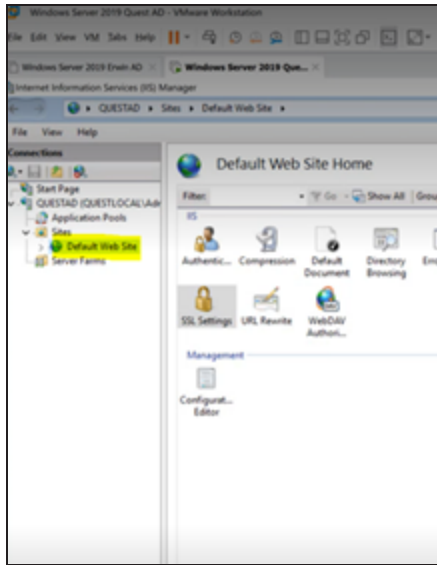 Windows Server 2019 Quest AD - VMware Workstation
File Edit View VM Tabs Help
Windows Server 2019 Erwin AD
Windows Server 2019 Que...
Internet Information Services (IIS) Manager
QUESTAD Sites Default Web Site
File View Help
Connections
Default Web Site Home
Start Page
QUESTAD (QUESTLOCAL\Adr
Application Pools
Sites
Default Web Site
Server Farms
Filter: Go Show All Grou
IIS
Authentic... Compression Default Document Directory Browsing
SSL Settings URL Rewrite WebDAV Authori...
Management
Configurat... Editor